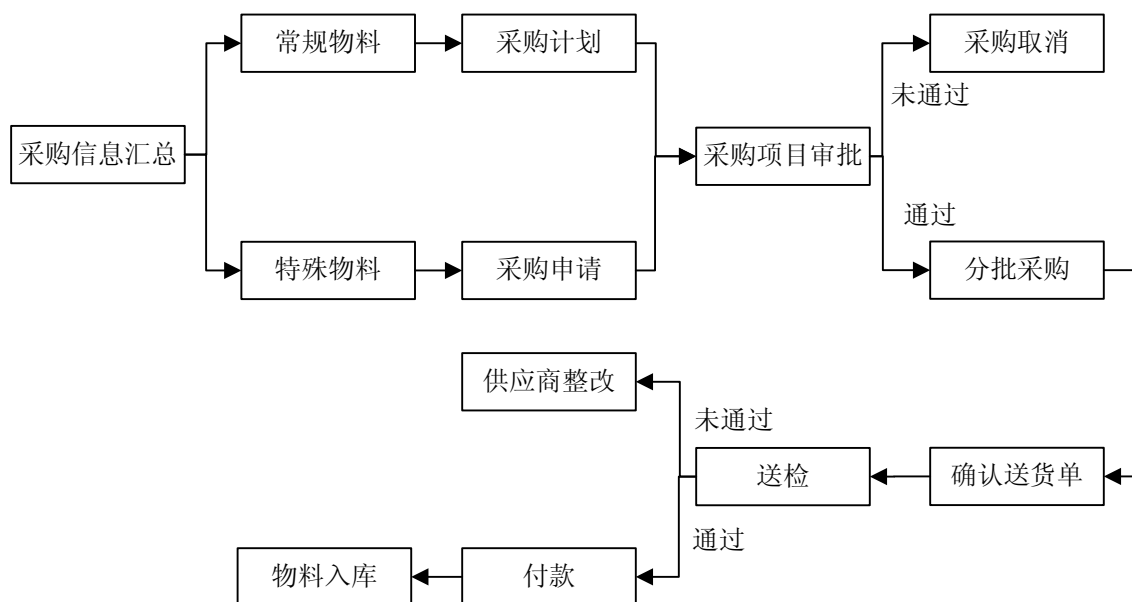 常规物料
采购计划
采购取消
未通过
采购信息汇总
采购项目审批
通过
特殊物料
采购申请
分批采购
供应商整改
未通过
送检
确认送货单
通过
物料入库
付款